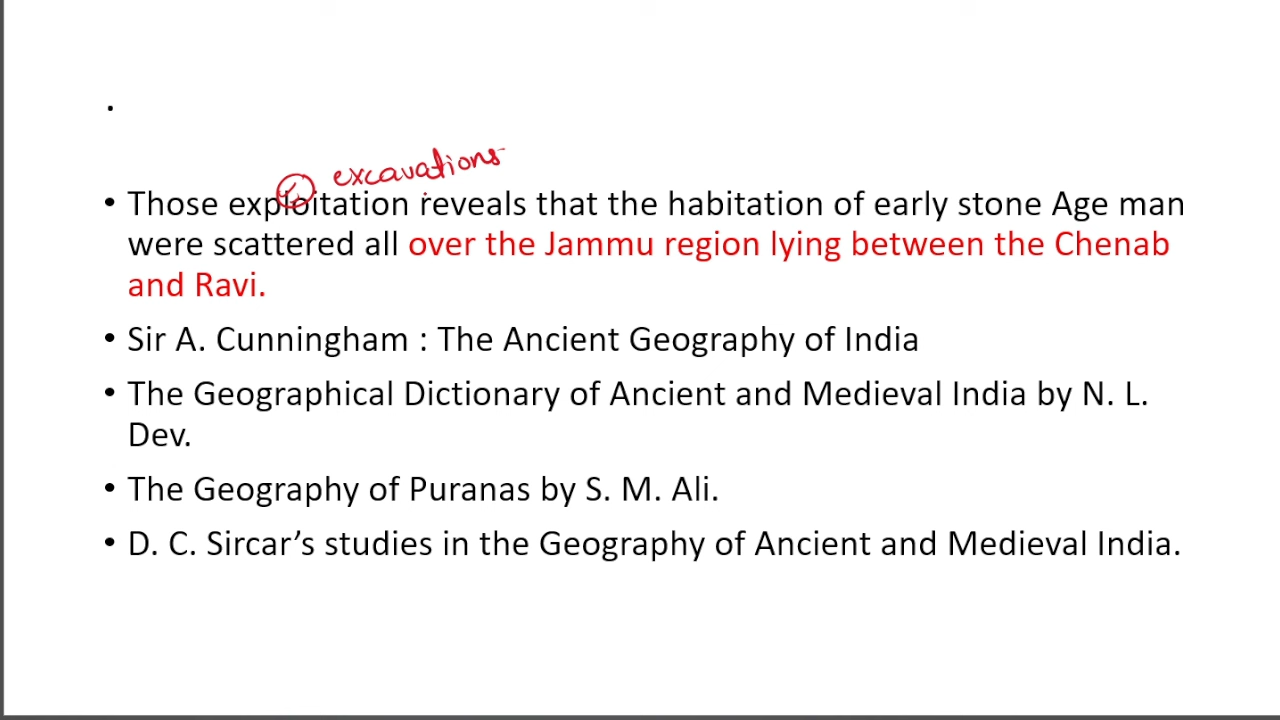 .
excavations
• Those exploitation reveals that the habitation of early stone Age man
were scattered all over the Jammu region lying between the Chenab
and Ravi.
• Sir A. Cunningham : The Ancient Geography of India
• The Geographical Dictionary of Ancient and Medieval India by N. L.
Dev.
• The Geography of Puranas by S. M. Ali.
• D. C. Sircar’s studies in the Geography of Ancient and Medieval India.